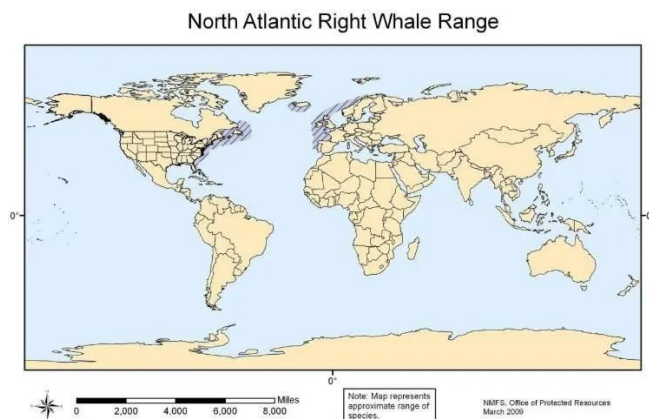 North Atlantic Right Whale Range
0°
0°
0°
Miles
0 2,000 4,000 6,000 8,000
Note: Map represents
approximate range of
species.
NMFS, Office of Protected Resources
March 2009